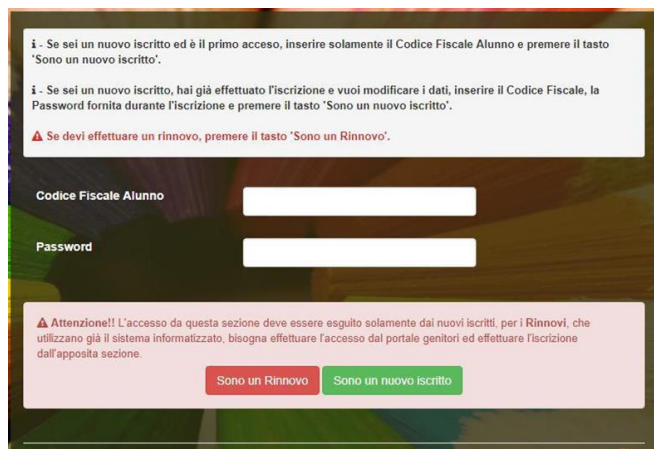 i - Se sei un nuovo iscritto ed è il primo accesso, inserire solamente il Codice Fiscale Alunno e premere il tasto
'Sono un nuovo iscritto'.
i - Se sei un nuovo iscritto, hai già effettuato l'iscrizione e vuoi modificare i dati, inserire il Codice Fiscale, la
Password fornita durante l'iscrizione e premere il tasto 'Sono un nuovo iscritto'.
Se devi effettuare un rinnovo, premere il tasto 'Sono un Rinnovo'.
Codice Fiscale Alunno
Password
Attenzione!! L'accesso da questa sezione deve essere esguito solamente dai nuovi iscritti, per i Rinnovi, che
utilizzano già il sistema informatizzato, bisogna effettuare l'accesso dal portale genitori ed effettuare l'iscrizione
dall'apposita sezione.
Sono un Rinnovo Sono un nuovo iscritto